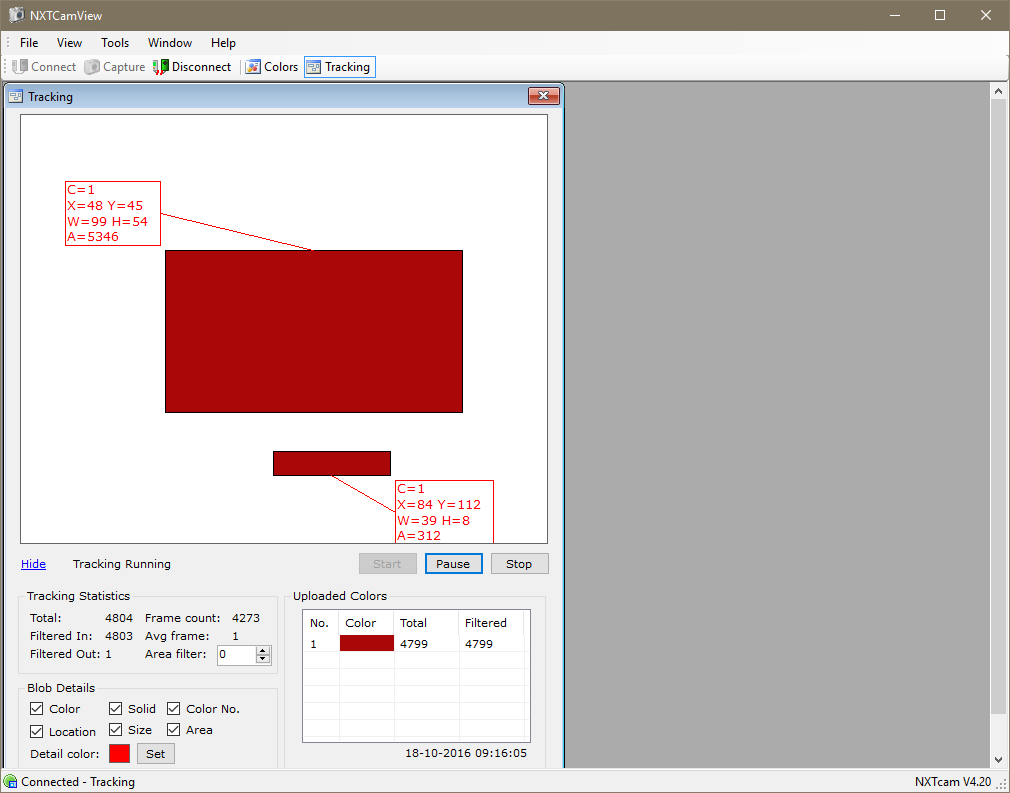 NXTCamView
File View Tools Window Help
Connect Capture Disconnect Colors Tracking
Tracking
C=1
X=48 Y=45
W=99 H=54
A=5346
C=1
X=84 Y=112
W=39 H=8
A=312
Hide Tracking Running Start Pause Stop
Tracking Statistics
Total: 4804 Frame count: 4273
Filtered In: 4803 Avg frame: 1
Filtered Out: 1 Area filter: 0
Blob Details
Color Solid Color No.
Location Size Area
Detail color: Set
Uploaded Colors
No. Color Total Filtered
1 4799 4799
18-10-2016 09:16:05
Connected - Tracking NXTcam V4.20